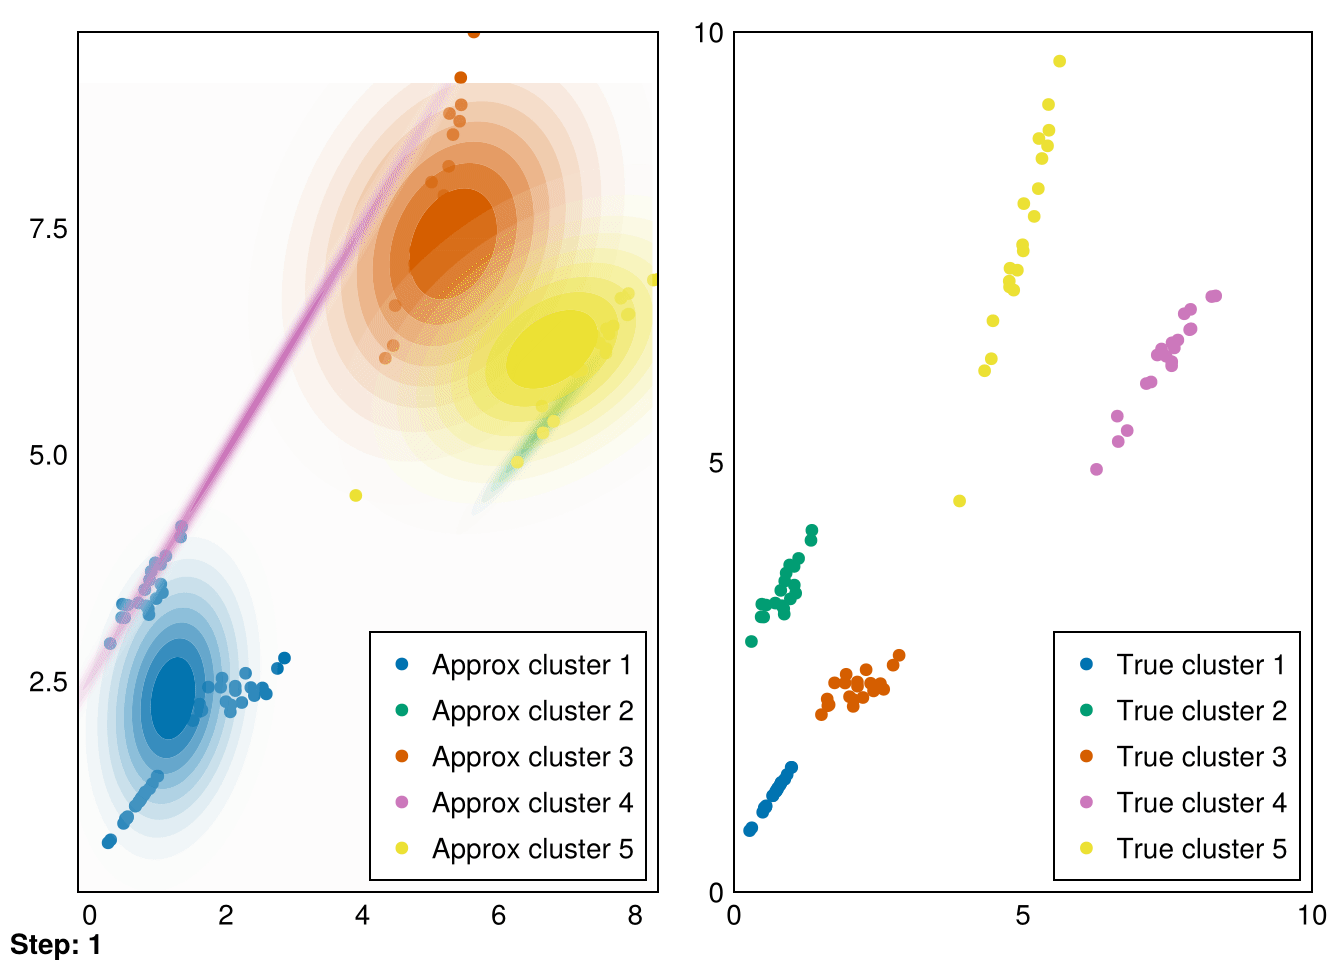 7.5
5.0
2.5
0 2 4 6 8
Approx cluster 1
Approx cluster 2
Approx cluster 3
Approx cluster 4
Approx cluster 5
Step: 1
10
5
0
0 5 10
True cluster 1
True cluster 2
True cluster 3
True cluster 4
True cluster 5